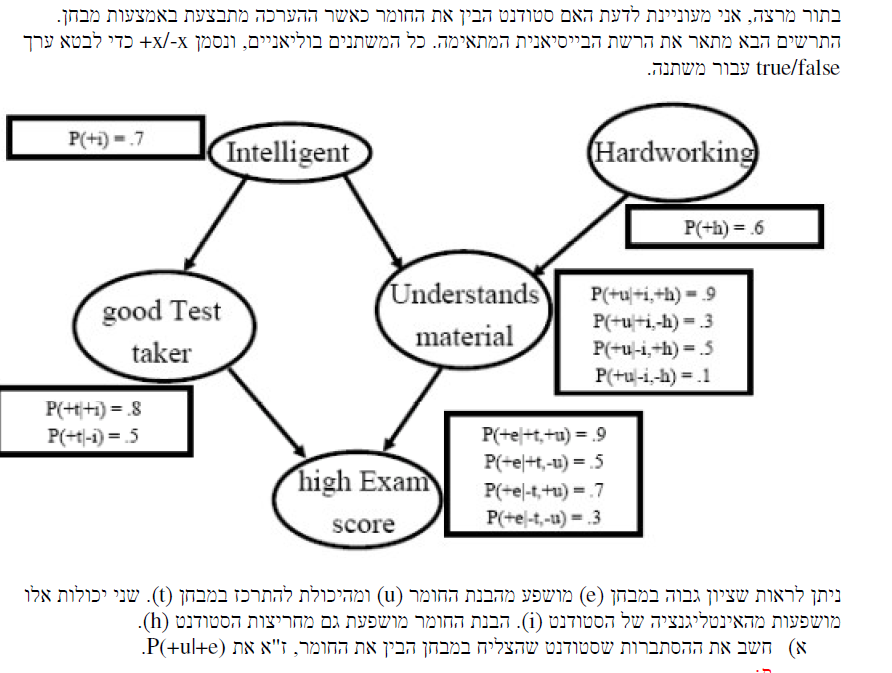 בתור מרצה, אני מעוניינת לדעת האם סטודנט הבין את החומר כאשר ההערכה מתבצעת באמצעות מבחן.
התרשים הבא מתאר את הרשת הבייסיאנית המתאימה. כל המשתנים בוליאניים, ונסמן +x/-x כדי לבטא ערך
true/false עבור משתנה.
P(+i) = .7
Intelligent
Hardworking
P(+h) = .6
good Test
taker
Understands
material
P(+u|+i,+h) = .9
P(+u|+i,-h) = .3
P(+u|-i,+h) = .5
P(+u|-i,-h) = .1
P(+t|+i) = .8
P(+t|-i) = .5
high Exam
score
P(+e|+t,+u) = .9
P(+e|+t,-u) = .5
P(+e|-t,+u) = .7
P(+e|-t,-u) = .3
ניתן לראות שציון גבוה במבחן (e) מושפע מהבנת החומר (u) ומהיכולת להתרכז במבחן (t). שני יכולות אלו
מושפעות מהאינטליגנציה של הסטודנט (i). הבנת החומר מושפעת גם מחריצות הסטודנט (h).
א) חשב את ההסתברות שסטודנט שהצליח במבחן הבין את החומר, ז"א את P(+u|+e).